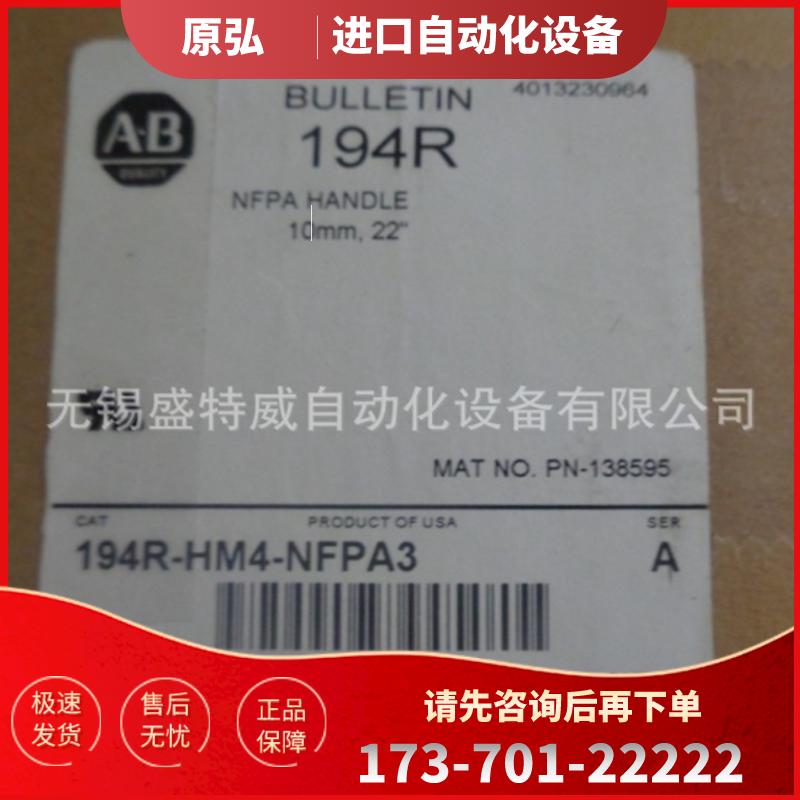 原弘 进口自动化设备
4013230964
BULLETIN
A-B
QUALITY
194R
NFPA HANDLE
10mm, 22"
无锡盛特威自动化设备有限公司
MAT NO. PN-138595
CAT PRODUCT OF USA SER
194R-HM4-NFPA3 A
极速
发货
售后
无忧
正品
保障
请先咨询后再下单
173-701-22222